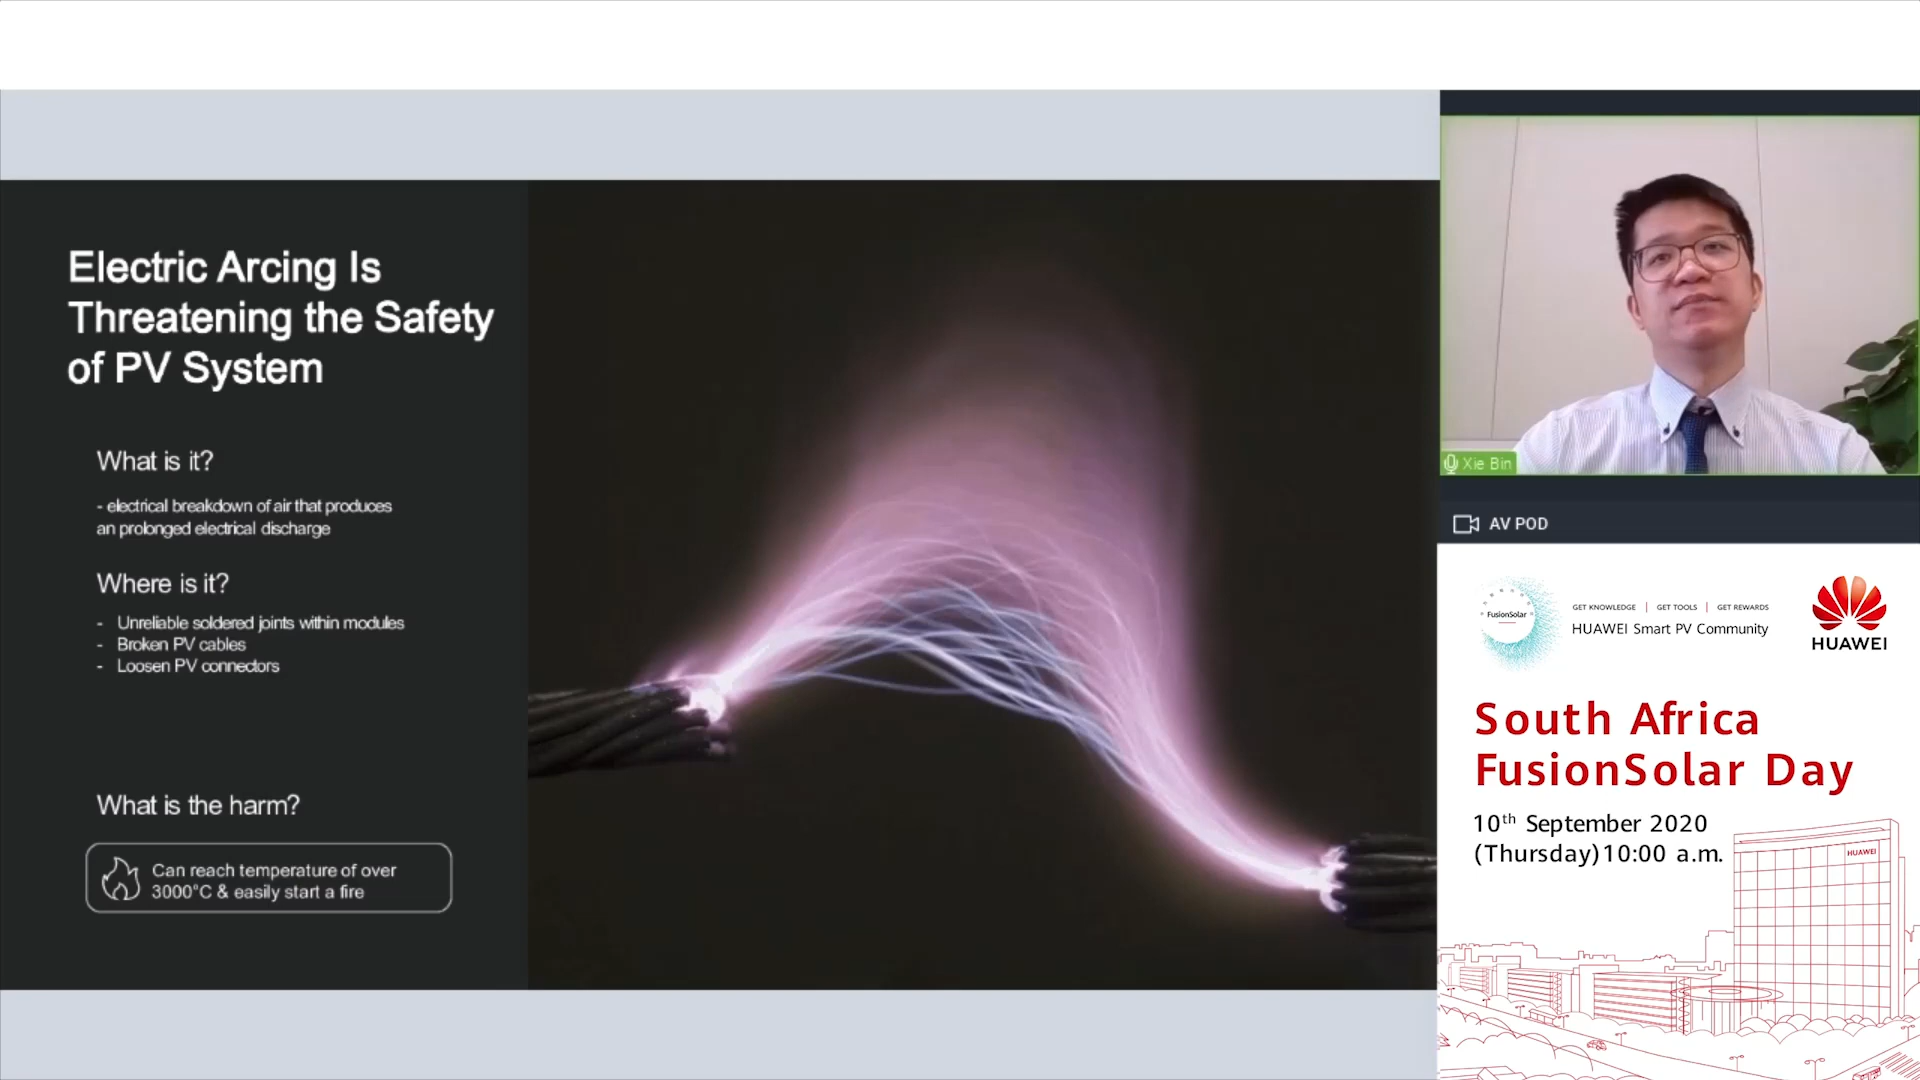 Electric Arcing Is
Threatening the Safety
of PV System
What is it?
- electrical breakdown of air that produces
an prolonged electrical discharge
Where is it?
- Unreliable soldered joints within modules
- Broken PV cables
- Loosen PV connectors
What is the harm?
Can reach temperature of over
3000°C & easily start a fire
Xie Bin
AV POD
FusionSolar
GET KNOWLEDGE | GET TOOLS | GET REWARDS
HUAWEI Smart PV Community
HUAWEI
South Africa
FusionSolar Day
10th September 2020
(Thursday)10:00 a.m.
HUAWEI